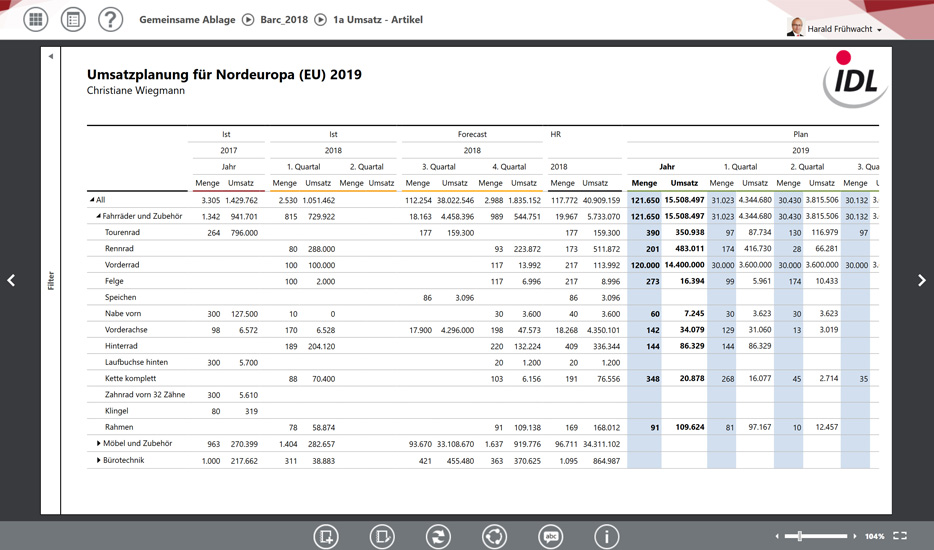 Gemeinsame Ablage Barc_2018 1a Umsatz - Artikel
Harald Frühwacht
Umsatzplanung für Nordeuropa (EU) 2019
Christiane Wiegmann
IDL
Filter
Ist Ist Forecast HR Plan
2017 2018 2018 2019
Jahr 1. Quartal 2. Quartal 3. Quartal 4. Quartal 2018 Jahr 1. Quartal 2. Quartal 3. Qua
Menge Umsatz Menge Umsatz Menge Umsatz Menge Umsatz Menge Umsatz Menge Umsatz Menge Umsatz Menge Umsatz Menge Umsatz Menge U
All 3.305 1.429.762 2.530 1.051.462 112.254 38.022.546 2.988 1.835.152 117.772 40.909.159 121.650 15.508.497 31.023 4.344.680 30.430 3.815.506 30.132 3.
Fahrräder und Zubehör 1.342 941.701 815 729.922 18.163 4.458.396 989 544.751 19.967 5.733.070 121.650 15.508.497 31.023 4.344.680 30.430 3.815.506 30.132 3.
Tourenrad 264 796.000 177 159.300 177 159.300 390 350.938 97 87.734 130 116.979 97
Rennrad 80 288.000 93 223.872 173 511.872 201 483.011 174 416.730 28 66.281
Vorderrad 100 100.000 117 13.992 217 113.992 120.000 14.400.000 30.000 3.600.000 30.000 3.600.000 30.000 3.
Felge 100 2.000 117 6.996 217 8.996 273 16.394 99 5.961 174 10.433
Speichen 86 3.096 86 3.096
Nabe vorn 300 127.500 10 0 30 3.600 40 3.600 60 7.245 30 3.623 30 3.623
Vorderachse 98 6.572 170 6.528 17.900 4.296.000 198 47.573 18.268 4.350.101 142 34.079 129 31.060 13 3.019
Hinterrad 189 204.120 220 132.224 409 336.344 144 86.329 144 86.329
Laufbuchse hinten 300 5.700 20 1.200 20 1.200
Kette komplett 88 70.400 103 6.156 191 76.556 348 20.878 268 16.077 45 2.714 35
Zahnrad vorn 32 Zähne 300 5.610
Klingel 80 319
Rahmen 78 58.874 91 109.138 169 168.012 91 109.624 81 97.167 10 12.457
Möbel und Zubehör 963 270.399 1.404 282.657 93.670 33.108.670 1.637 919.776 96.711 34.311.102
Bürotechnik 1.000 217.662 311 38.883 421 455.480 363 370.625 1.095 864.987
abc
104%